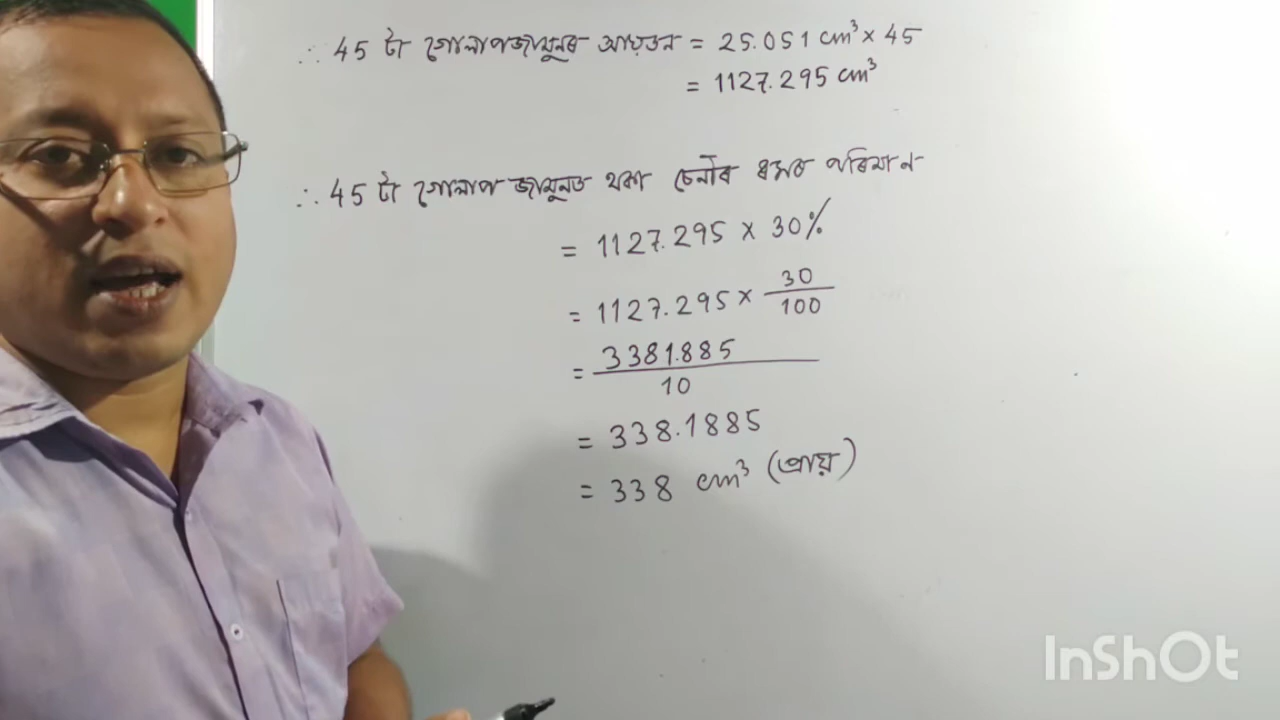 ∴ 45 টা গোলাপজামুনৰ আয়তন = 25.051 cm³ × 45
= 1127.295 cm³
∴ 45 টা গোলাপ জামুনত থকা চেনীৰ ৰসৰ পৰিমান
= 1127.295 × 30%
= 1127.295 × 30/100
= 3381.885/10
= 338.1885
= 338 cm³ (প্ৰায়)
InShOt